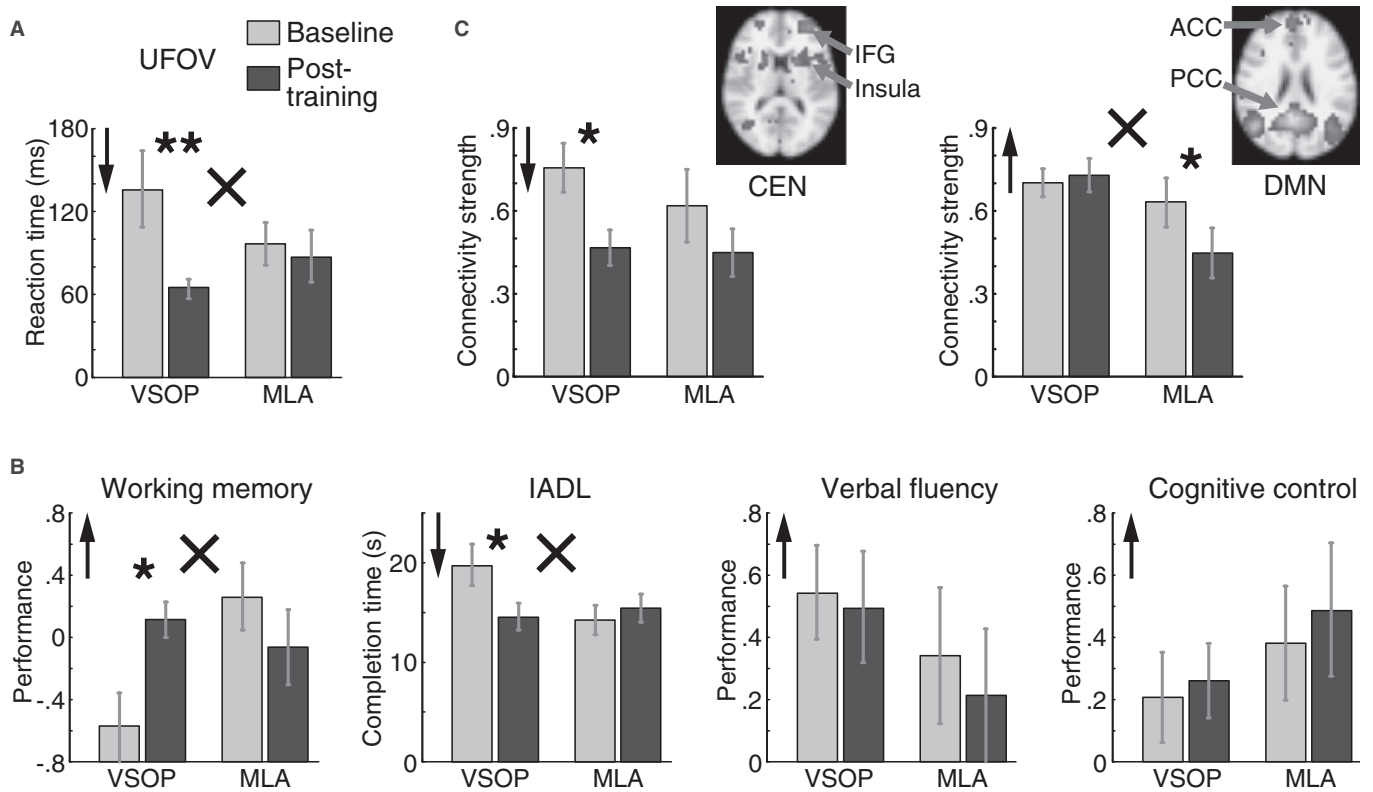 A
UFOV
Baseline
Post-
training
Reaction time (ms)
180
120
60
0
**
VSOP
MLA
C
Connectivity strength
.9
.6
.3
0
*
VSOP
MLA
IFG
Insula
CEN
Connectivity strength
.9
.6
.3
0
*
VSOP
MLA
ACC
PCC
DMN
B
Working memory
Performance
.8
.4
0
-.4
-.8
*
VSOP
MLA
IADL
Completion time (s)
20
10
0
*
VSOP
MLA
Verbal fluency
Performance
.8
.6
.4
.2
0
VSOP
MLA
Cognitive control
Performance
.8
.6
.4
.2
0
VSOP
MLA